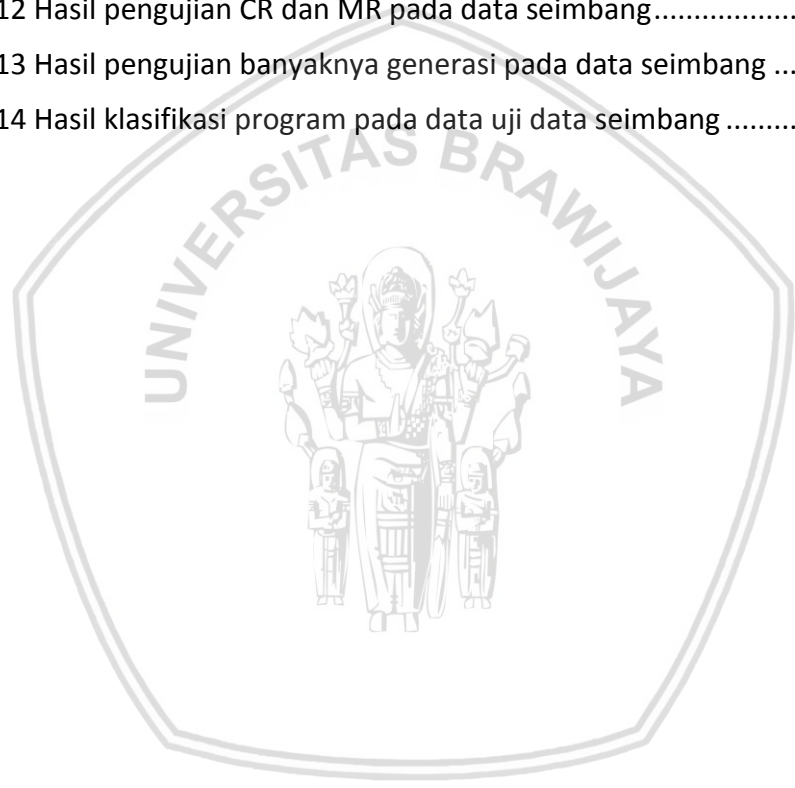 12 Hasil pengujian CR dan MR pada data seimbang..................
13 Hasil pengujian banyaknya generasi pada data seimbang ...
14 Hasil klasifikasi program pada data uji data seimbang .........
UNIVERSITAS BRAWIJAYA